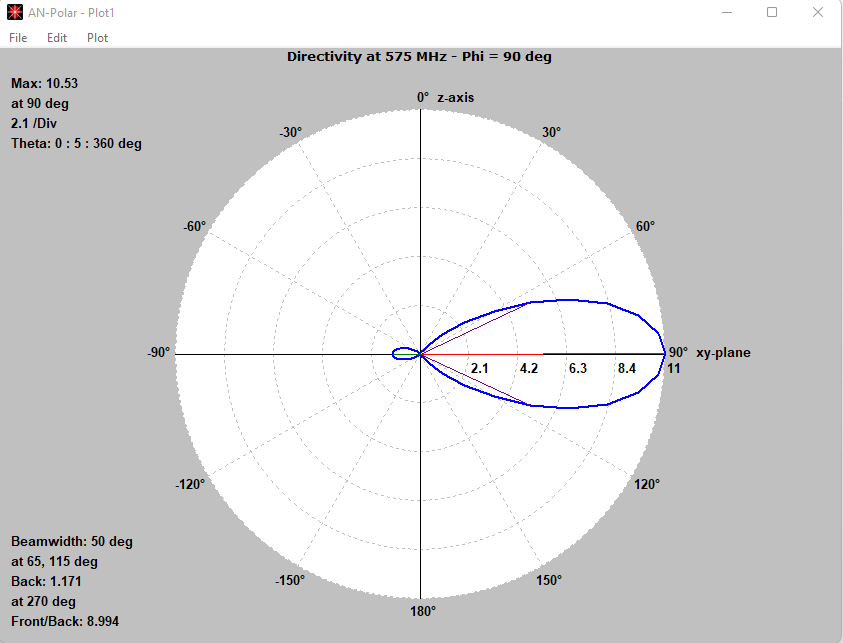 AN-Polar - Plot1
File Edit Plot
Directivity at 575 MHz - Phi = 90 deg
Max: 10.53
at 90 deg
2.1 /Div
Theta: 0 : 5 : 360 deg
0° z-axis
-30° 30°
-60° 60°
-90° 90° xy-plane
2.1 4.2 6.3 8.4 11
-120° 120°
-150° 150°
180°
Beamwidth: 50 deg
at 65, 115 deg
Back: 1.171
at 270 deg
Front/Back: 8.994